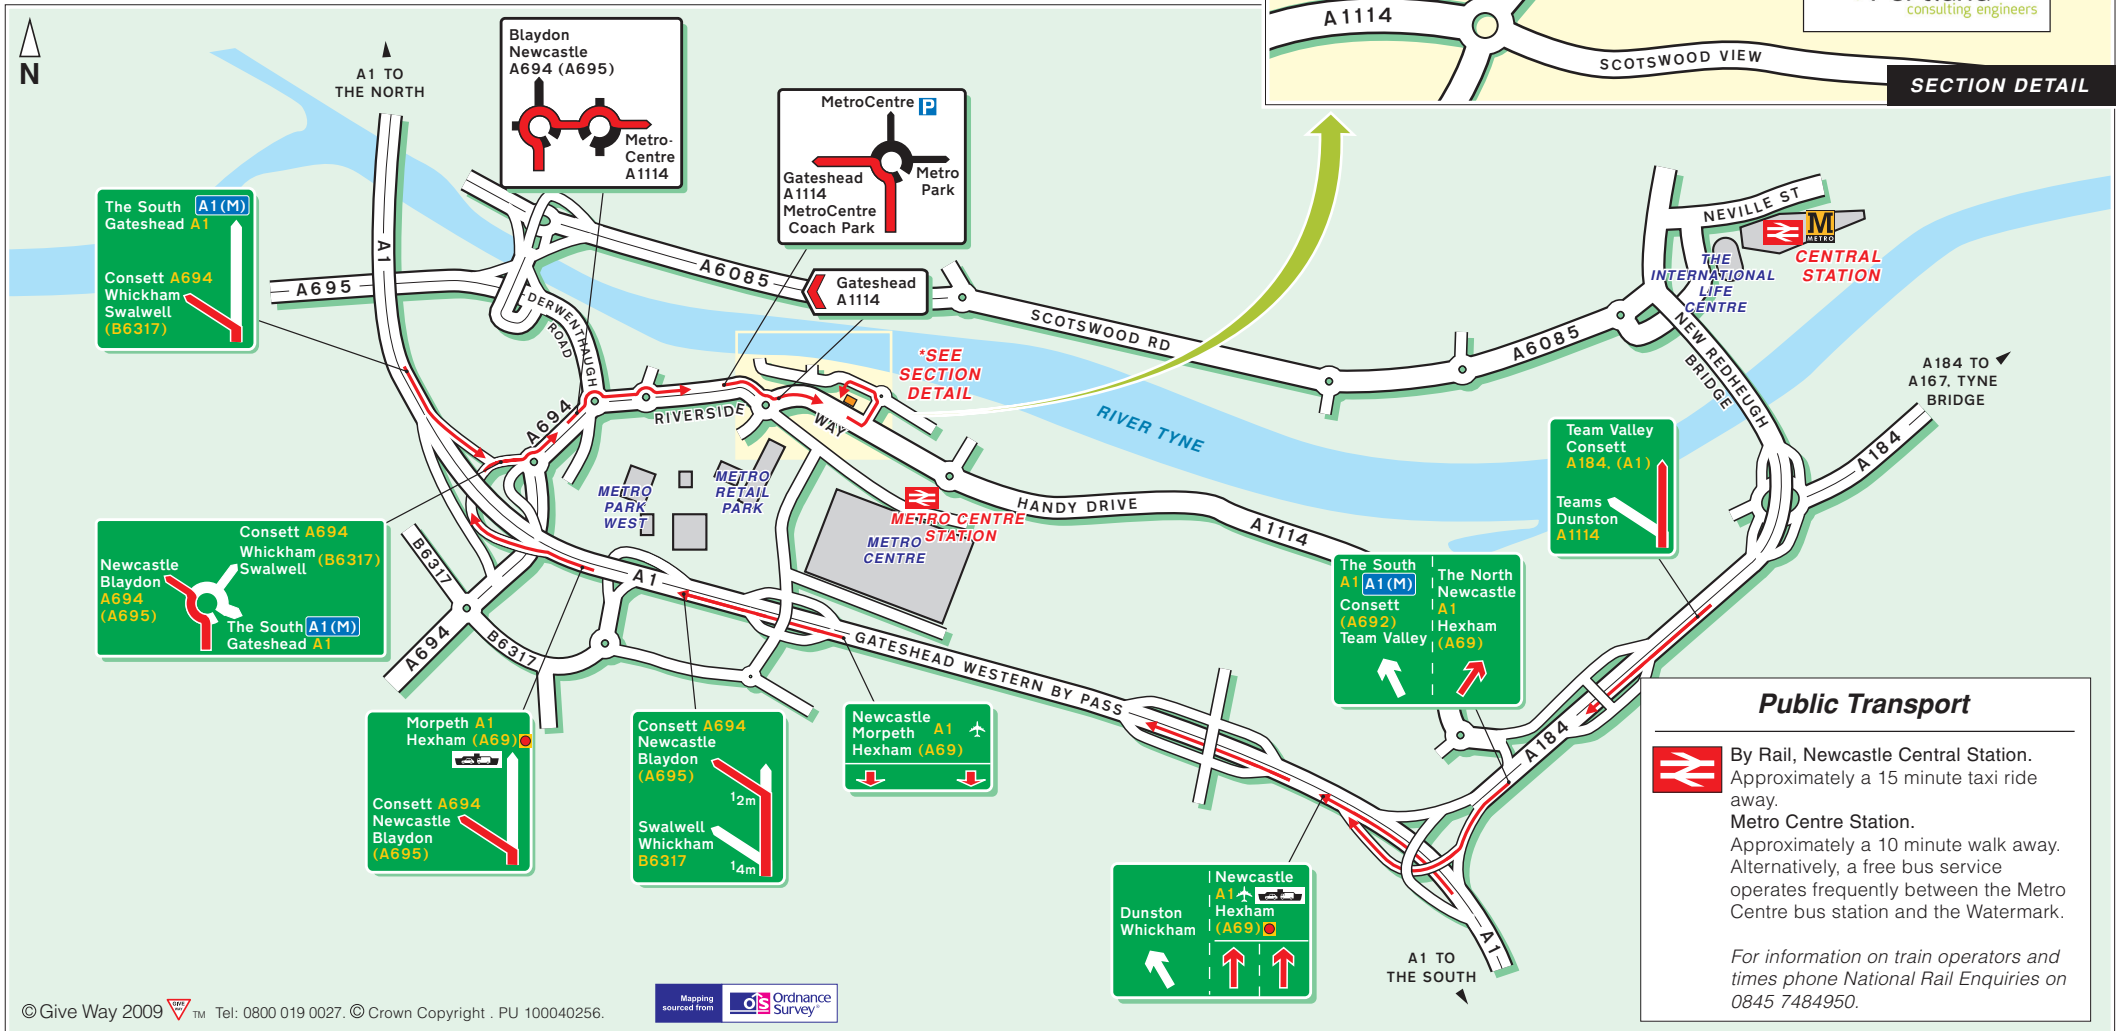 N
A1 TO
THE NORTH
Blaydon
Newcastle
A694 (A695)
Metro-
Centre
A1114
MetroCentre P
Gateshead
A1114
MetroCentre
Coach Park
Metro
Park
Gateshead
A1114
A1114
consulting engineers
SCOTSWOOD VIEW
SECTION DETAIL
The South A1(M)
Gateshead A1
Consett A694
Whickham
Swalwell
(B6317)
A1
A695
DERWENTHAUGH
ROAD
A6085
SCOTSWOOD RD
A6085
NEVILLE ST
M
METRO
CENTRAL
STATION
THE
INTERNATIONAL
LIFE
CENTRE
NEW REDHEUGH
BRIDGE
A184 TO
A167, TYNE
BRIDGE
A184
*SEE
SECTION
DETAIL
RIVER TYNE
A694
RIVERSIDE
WAY
METRO
PARK
WEST
METRO
RETAIL
PARK
METRO CENTRE
STATION
METRO
CENTRE
HANDY DRIVE
A1114
Team Valley
Consett
A184, (A1)
Teams
Dunston
A1114
Consett A694
Whickham
Swalwell
(B6317)
Newcastle
Blaydon
A694
(A695)
The South A1(M)
Gateshead A1
B6317
A694
B6317
A1
GATESHEAD WESTERN BY PASS
The South
A1 A1(M)
Consett
(A692)
Team Valley
The North
Newcastle
A1
Hexham
(A69)
A184
Morpeth A1
Hexham (A69)
Consett A694
Newcastle
Blaydon
(A695)
Consett A694
Newcastle
Blaydon
(A695)
12m
Swalwell
Whickham
B6317
14m
Newcastle
Morpeth A1
Hexham (A69)
Dunston
Whickham
Newcastle
A1
Hexham
(A69)
A1
A1 TO
THE SOUTH
Public Transport
By Rail, Newcastle Central Station.
Approximately a 15 minute taxi ride
away.
Metro Centre Station.
Approximately a 10 minute walk away.
Alternatively, a free bus service
operates frequently between the Metro
Centre bus station and the Watermark.
For information on train operators and
times phone National Rail Enquiries on
0845 7484950.
© Give Way 2009 GIVE WAY TM Tel: 0800 019 0027. © Crown Copyright . PU 100040256.
Mapping
sourced from
OS Ordnance
Survey®